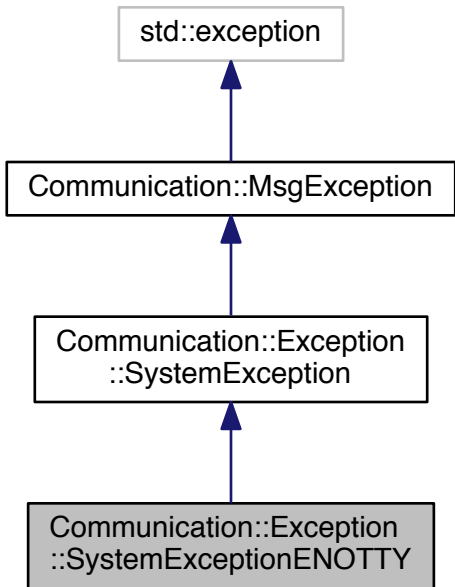 std::exception
Communication::MsgException
Communication::Exception
::SystemException
Communication::Exception
::SystemExceptionENOTTY